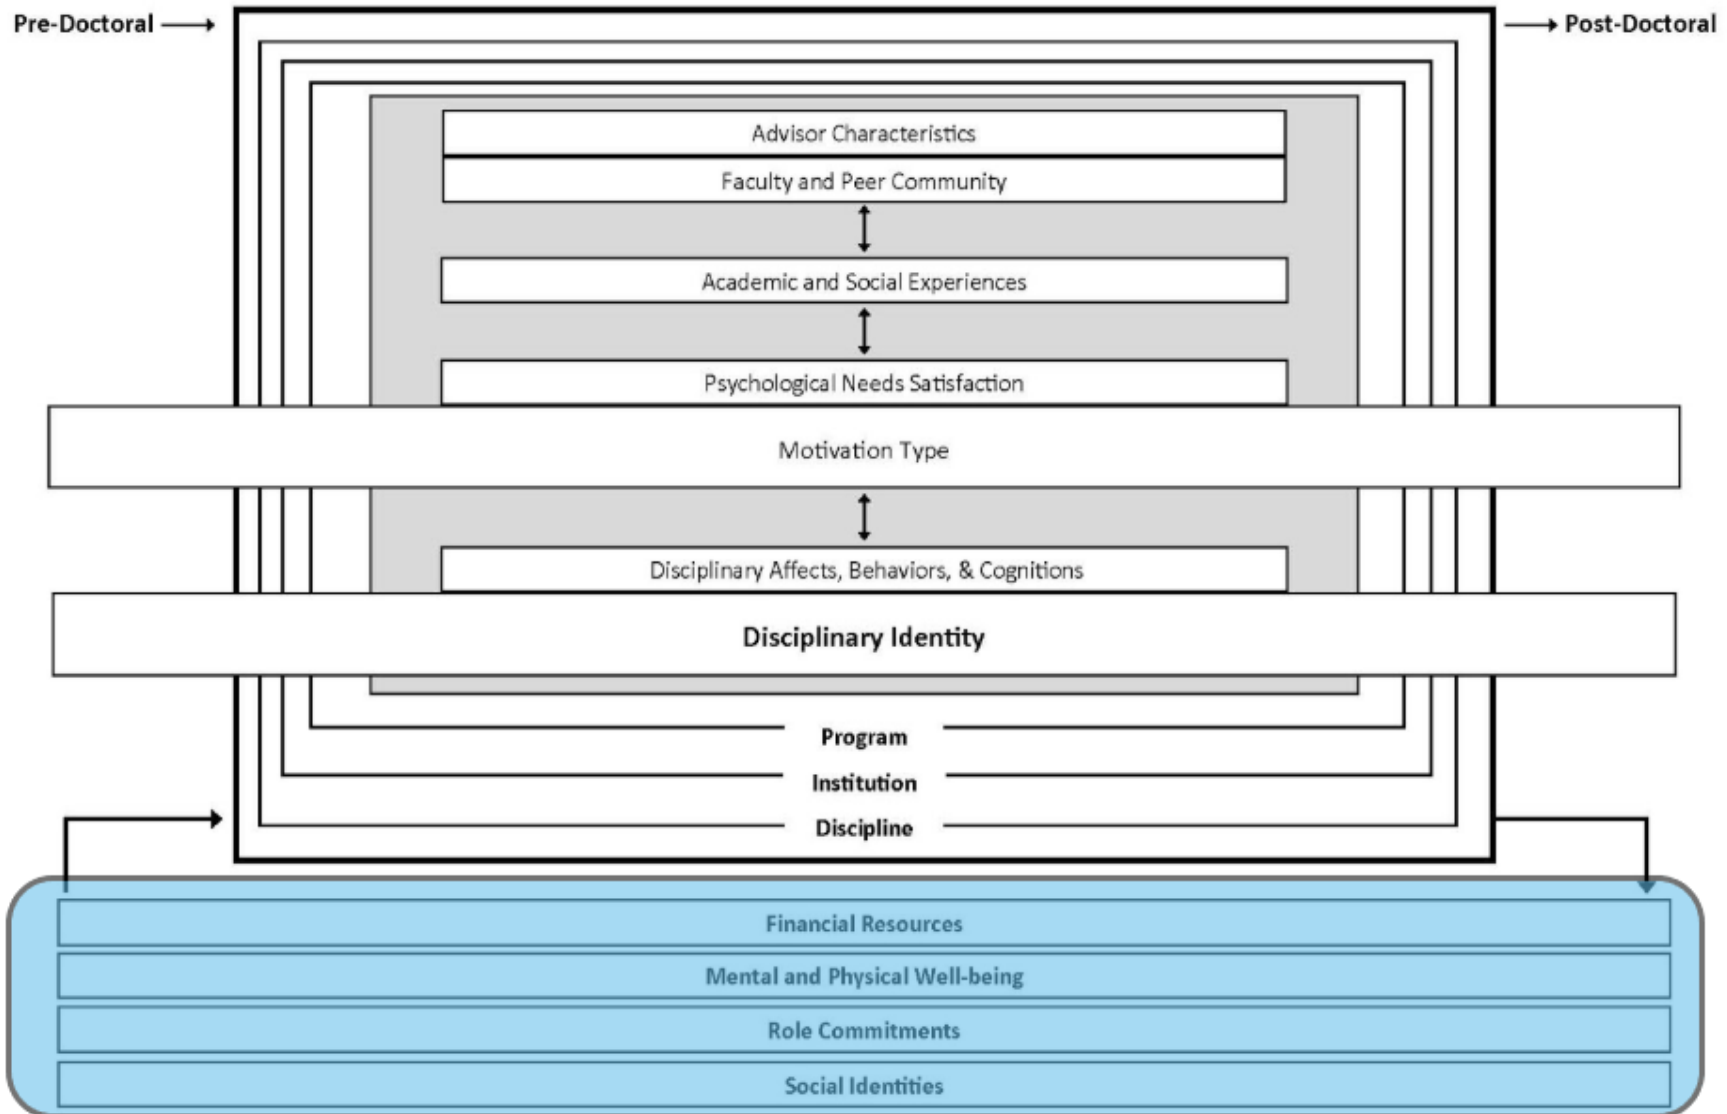 Pre-Doctoral
Post-Doctoral
Advisor Characteristics
Faculty and Peer Community
Academic and Social Experiences
Psychological Needs Satisfaction
Motivation Type
Disciplinary Affects, Behaviors, & Cognitions
Disciplinary Identity
Program
Institution
Discipline
Financial Resources
Mental and Physical Well-being
Role Commitments
Social Identities